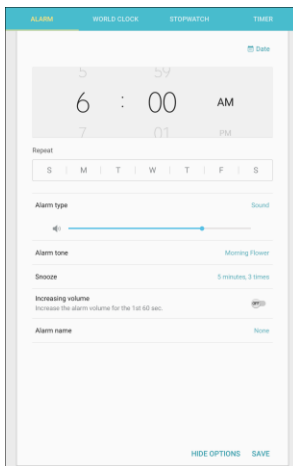 ALARM WORLD CLOCK STOPWATCH TIMER
Date
5 59
6 : 00 AM
7 01 PM
Repeat
S M T W T F S
Alarm type Sound
Alarm tone Morning Flower
Snooze 5 minutes, 3 times
Increasing volume
Increase the alarm volume for the 1st 60 sec.
OFF
Alarm name None
HIDE OPTIONS SAVE